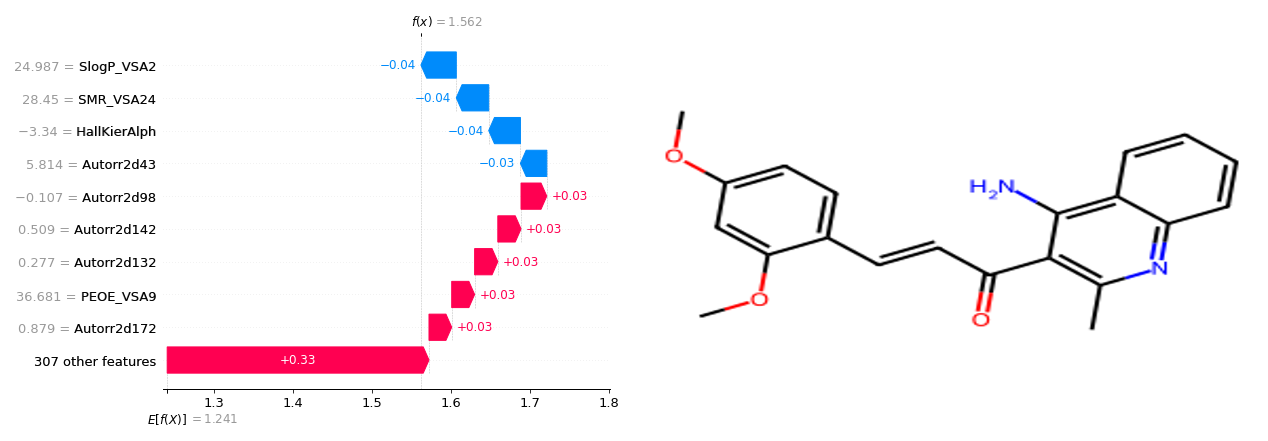 f(x) = 1.562
24.987 = SlogP_VSA2
−0.04
28.45 = SMR_VSA24
−0.04
−3.34 = HallKierAlph
−0.04
5.814 = Autorr2d43
−0.03
−0.107 = Autorr2d98
+0.03
0.509 = Autorr2d142
+0.03
0.277 = Autorr2d132
+0.03
36.681 = PEOE_VSA9
+0.03
0.879 = Autorr2d172
+0.03
307 other features
+0.33
1.3 1.4 1.5 1.6 1.7 1.8
E[f(X)] = 1.241
O
H₂N
N
O
O